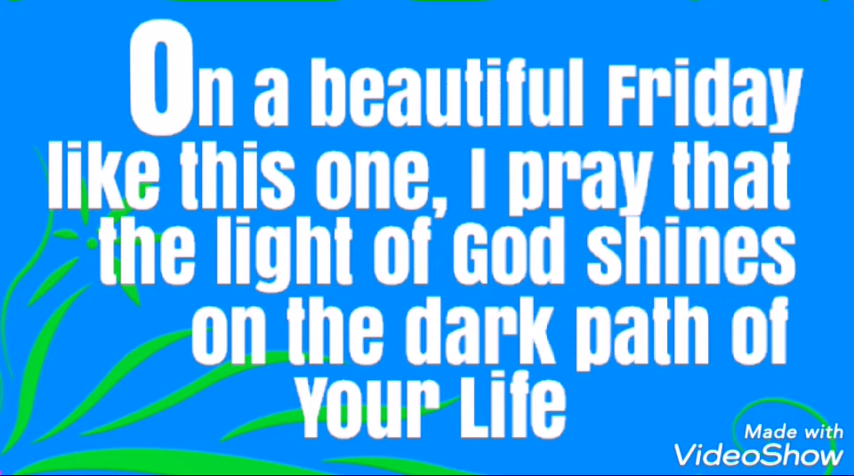 On a beautiful Friday
like this one, I pray that
the light of God shines
on the dark path of
Your Life
Made with
VideoShow